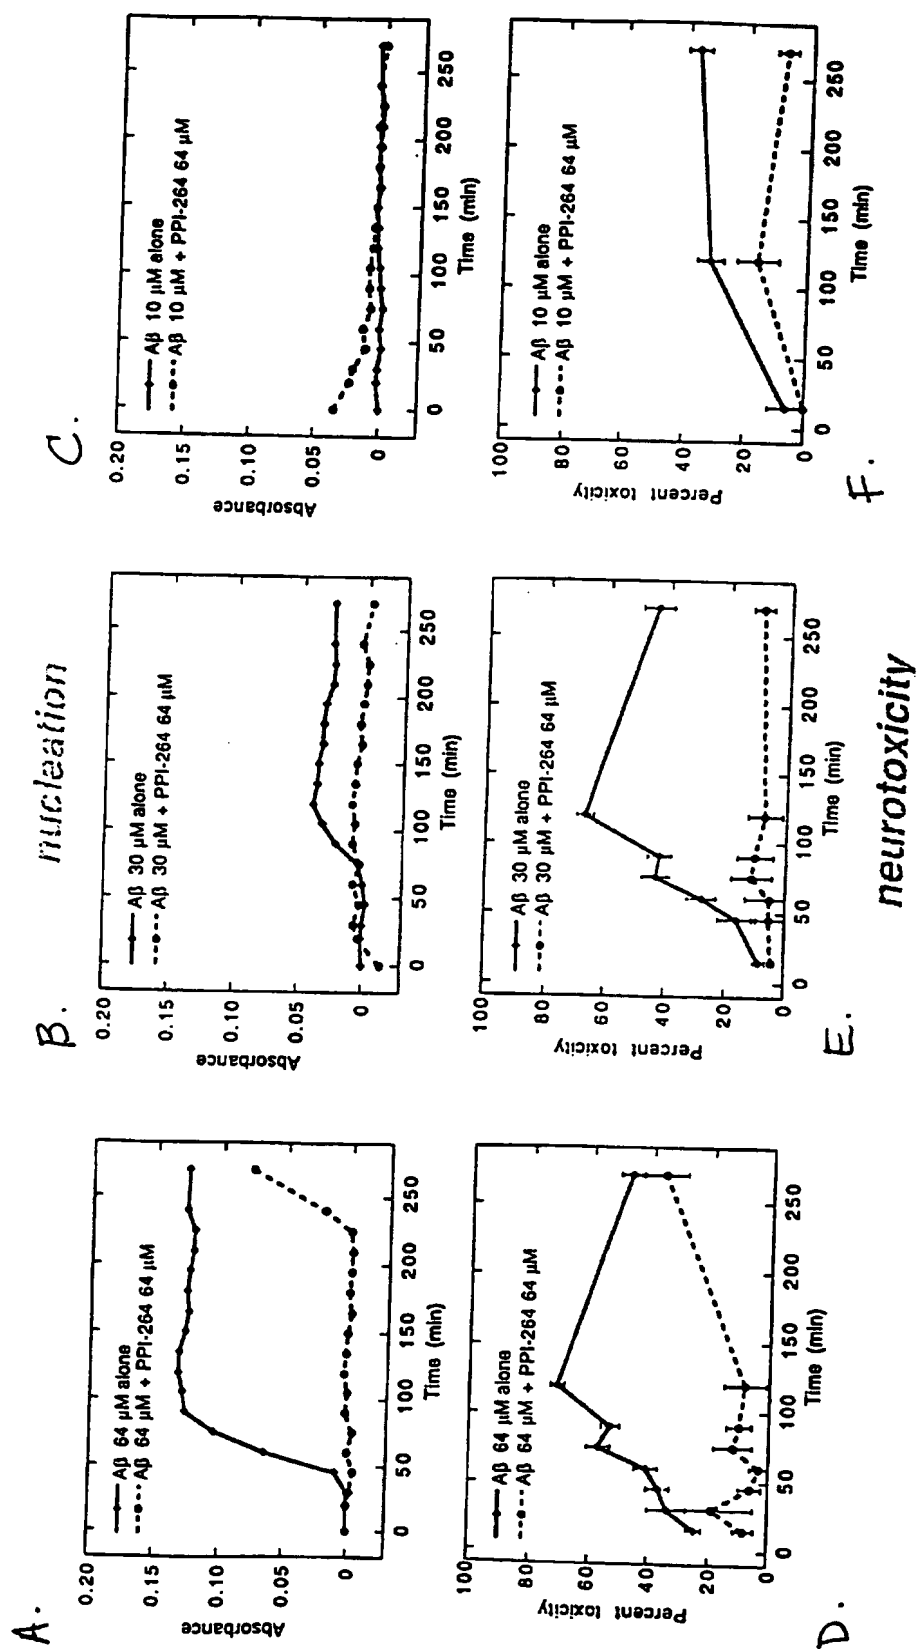 nucleation
A.
Absorbance
0.20
0.15
0.10
0.05
0
Aβ 64 µM alone
Aβ 64 µM + PPI-264 64 µM
0 50 100 150 200 250
Time (min)
B.
Absorbance
0.20
0.15
0.10
0.05
0
Aβ 30 µM alone
Aβ 30 µM + PPI-264 64 µM
0 50 100 150 200 250
Time (min)
C.
Absorbance
0.20
0.15
0.10
0.05
0
Aβ 10 µM alone
Aβ 10 µM + PPI-264 64 µM
0 50 100 150 200 250
Time (min)
D.
Percent toxicity
100
80
60
40
20
0
Aβ 64 µM alone
Aβ 64 µM + PPI-264 64 µM
0 50 100 150 200 250
Time (min)
E.
Percent toxicity
100
80
60
40
20
0
Aβ 30 µM alone
Aβ 30 µM + PPI-264 64 µM
0 50 100 150 200 250
Time (min)
F.
Percent toxicity
100
80
60
40
20
0
Aβ 10 µM alone
Aβ 10 µM + PPI-264 64 µM
0 50 100 150 200 250
Time (min)
neurotoxicity